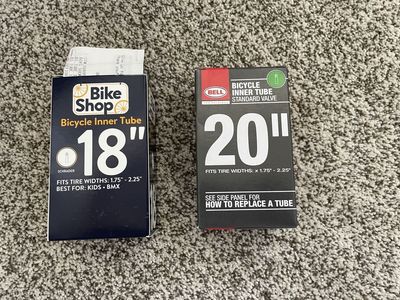 Bike
Shop
Bicycle Inner Tube
18"
SCHRADER
FITS TIRE WIDTHS: 1.75" - 2.25"
BEST FOR: KIDS • BMX
BELL
BICYCLE
INNER TUBE
STANDARD VALVE
20"
FITS TIRE WIDTHS: x 1.75" - 2.25"
SEE SIDE PANEL FOR
HOW TO REPLACE A TUBE